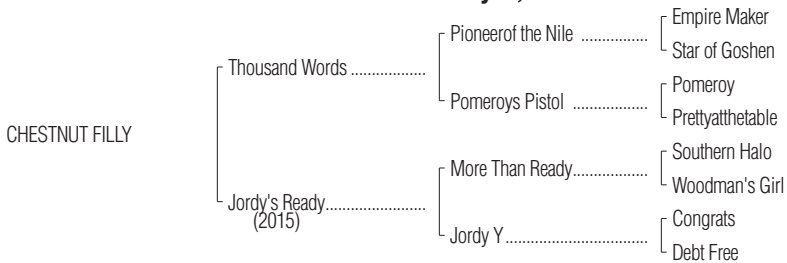 Empire Maker
Pioneerof the Nile ................
Star of Goshen
Thousand Words ..................
Pomeroy
Pomeroys Pistol ..................
Prettyatthetable
CHESTNUT FILLY
Southern Halo
More Than Ready..................
Woodman's Girl
Jordy's Ready........................
(2015)
Congrats
Jordy Y..................................
Debt Free